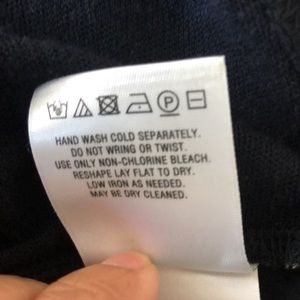 HAND WASH COLD SEPARATELY.
DO NOT WRING OR TWIST.
USE ONLY NON-CHLORINE BLEACH.
RESHAPE LAY FLAT TO DRY.
LOW IRON AS NEEDED.
MAY BE DRY CLEANED.